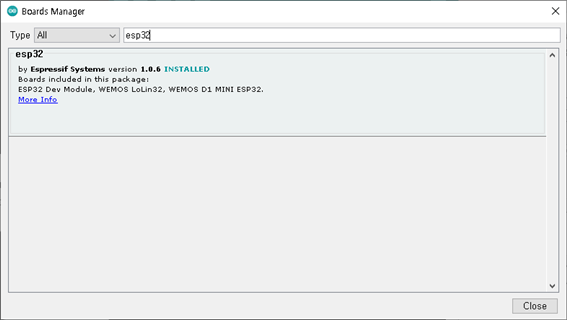 Boards Manager
Type All esp32
esp32
by Espressif Systems version 1.0.6 INSTALLED
Boards included in this package:
ESP32 Dev Module, WEMOS LoLin32, WEMOS D1 MINI ESP32.
More Info
Close